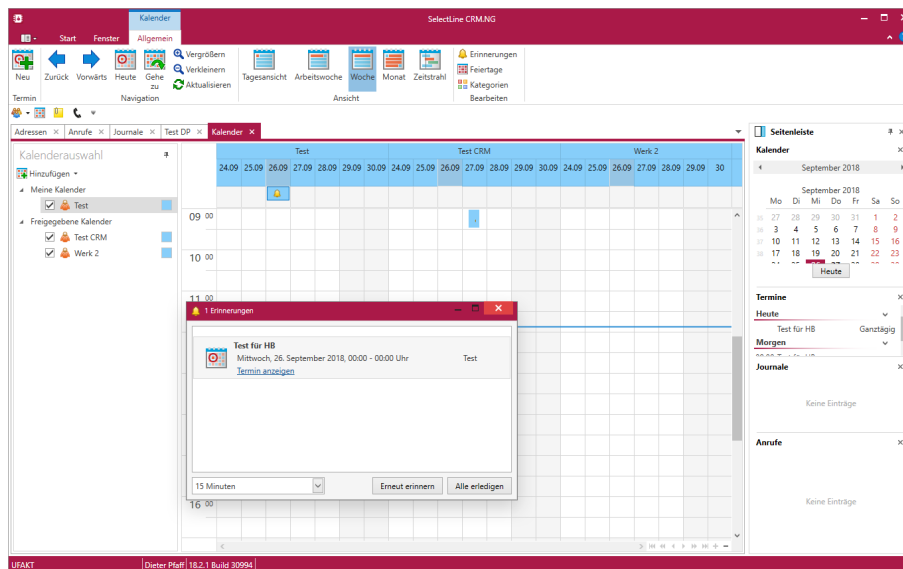 Kalender
SelectLine CRM.NG
Start Fenster Allgemein
Neu Zurück Vorwärts Heute Gehe zu
Vergrößern
Verkleinern
Aktualisieren
Tagesansicht Arbeitswoche Woche Monat Zeitstrahl
Erinnerungen
Feiertage
Kategorien
Termin Navigation Ansicht Bearbeiten
Adressen Anrufe Journale Test DP Kalender
Kalenderauswahl
Hinzufügen
Meine Kalender
Test
Freigegebene Kalender
Test CRM
Werk 2
Test Test CRM Werk 2
24.09 25.09 26.09 27.09 28.09 29.09 30.09 24.09 25.09 26.09 27.09 28.09 29.09 30.09 24.09 25.09 26.09 27.09 28.09 29.09 30
09 00
10 00
11 00
16 00
1 Erinnerungen
Test für HB
Mittwoch, 26. September 2018, 00:00 - 00:00 Uhr Test
Termin anzeigen
15 Minuten
Erneut erinnern Alle erledigen
Seitenleiste
Kalender
September 2018
September 2018
Mo Di Mi Do Fr Sa So
27 28 29 30 31 1 2
3 4 5 6 7 8 9
10 11 12 13 14 15 16
17 18 19 20 21 22 23
Heute
Termine
Heute
Test für HB Ganztägig
Morgen
Journale
Keine Einträge
Anrufe
Keine Einträge
UFAKT Dieter Pfaff 18.2.1 Build 30994